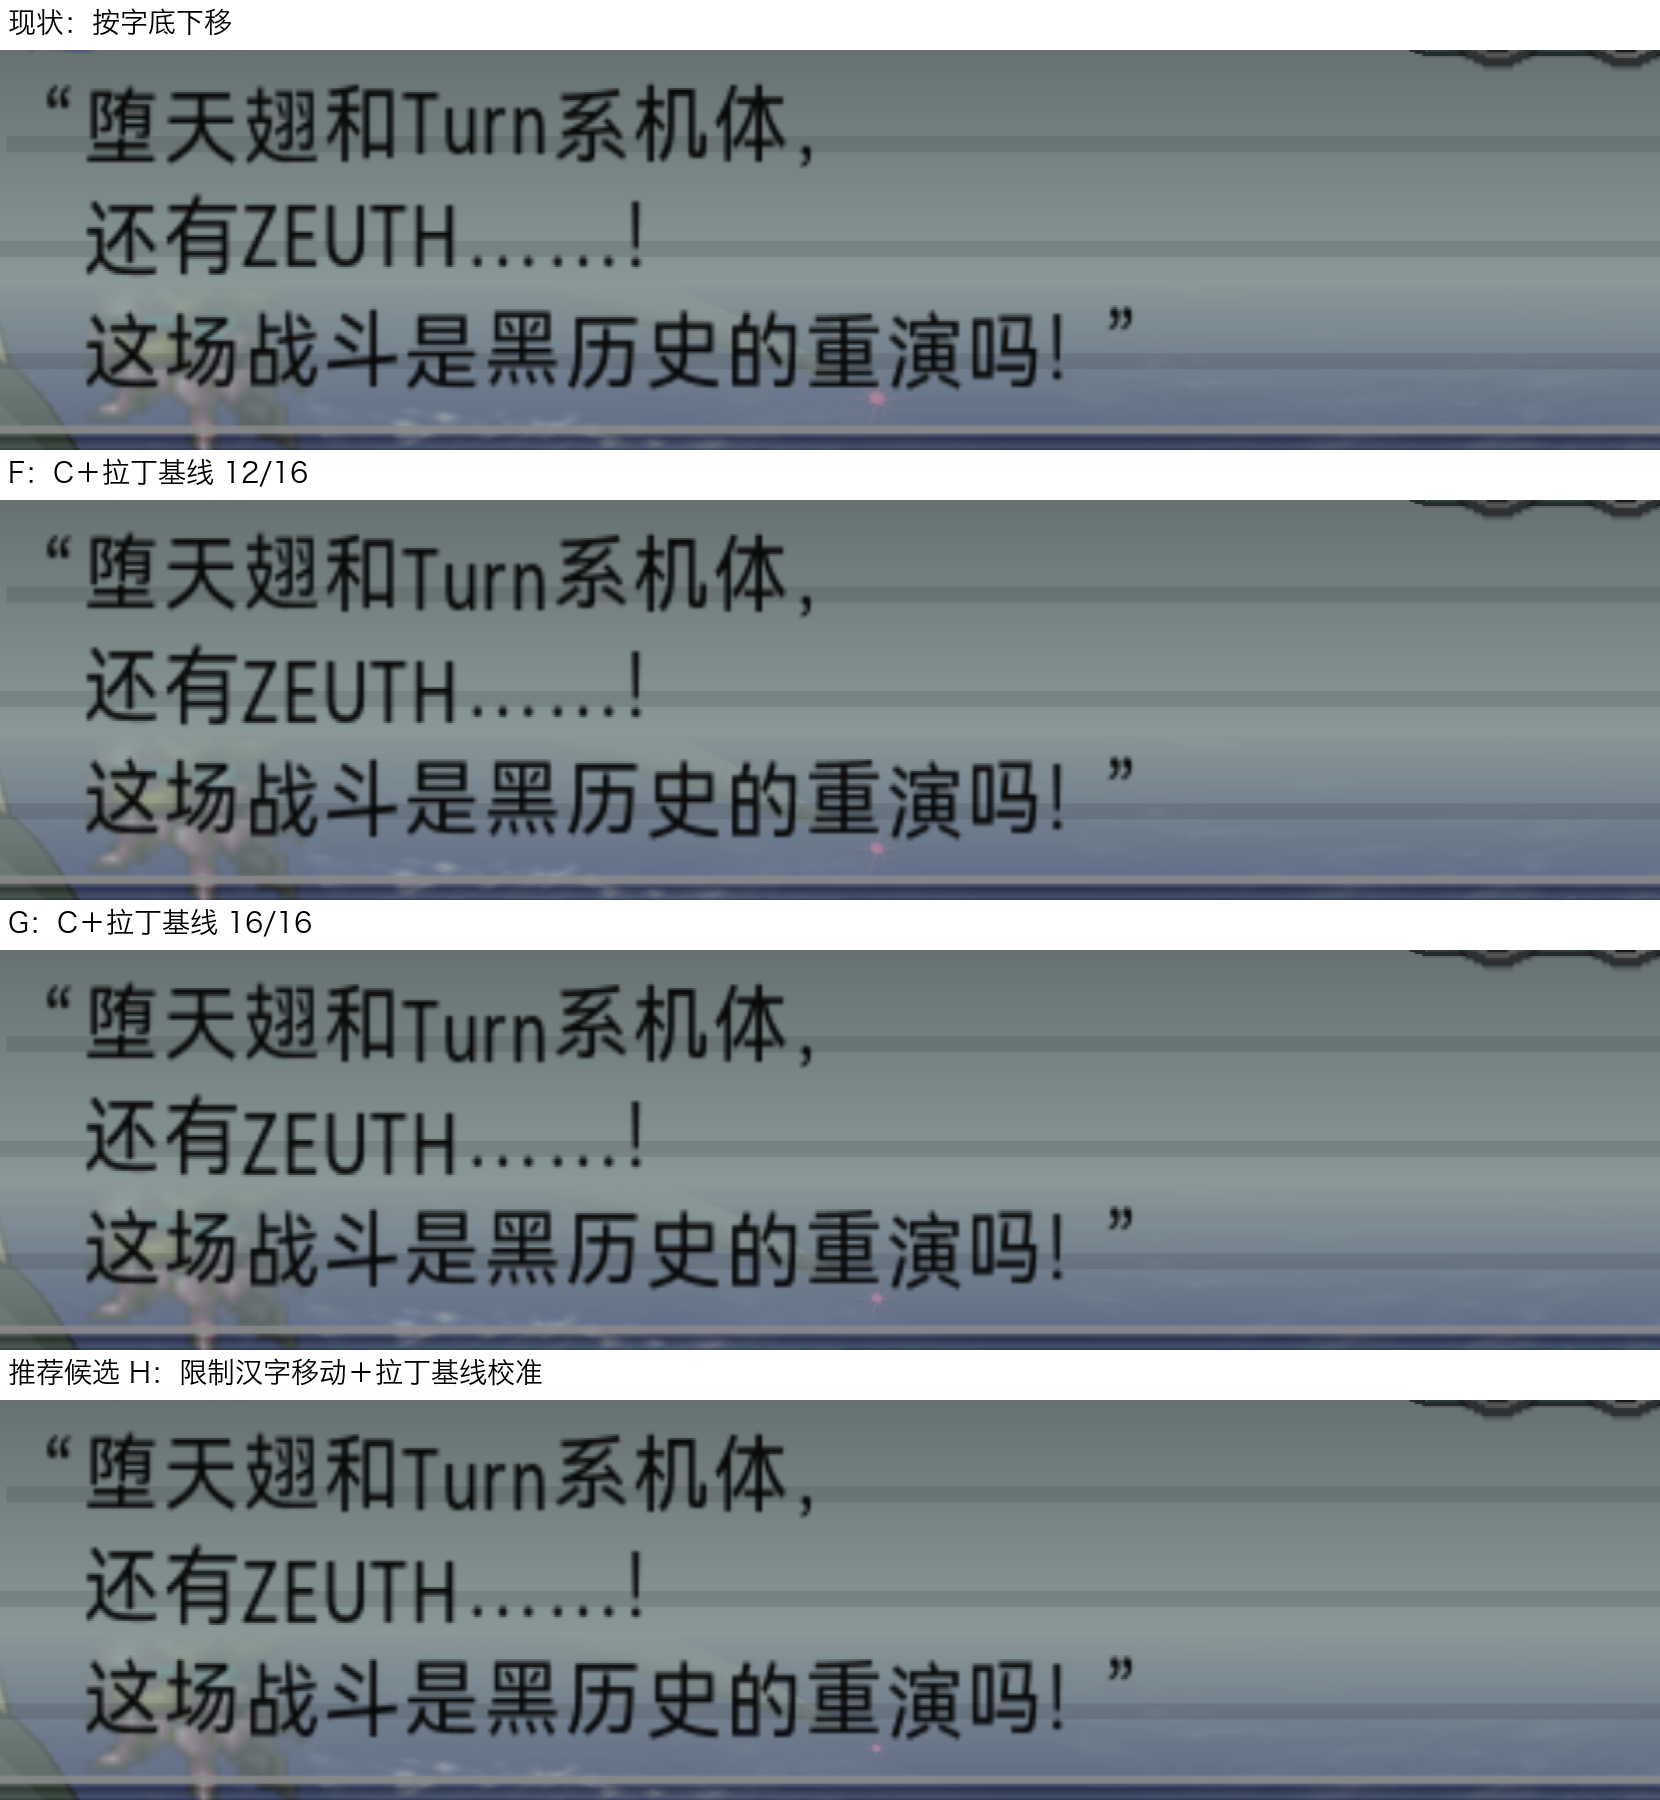 现状：按字底下移
“堕天翅和Turn系机体，
还有ZEUTH……！
这场战斗是黑历史的重演吗！”
F：C＋拉丁基线 12/16
“堕天翅和Turn系机体，
还有ZEUTH……！
这场战斗是黑历史的重演吗！”
G：C＋拉丁基线 16/16
“堕天翅和Turn系机体，
还有ZEUTH……！
这场战斗是黑历史的重演吗！”
推荐候选 H：限制汉字移动＋拉丁基线校准
“堕天翅和Turn系机体，
还有ZEUTH……！
这场战斗是黑历史的重演吗！”